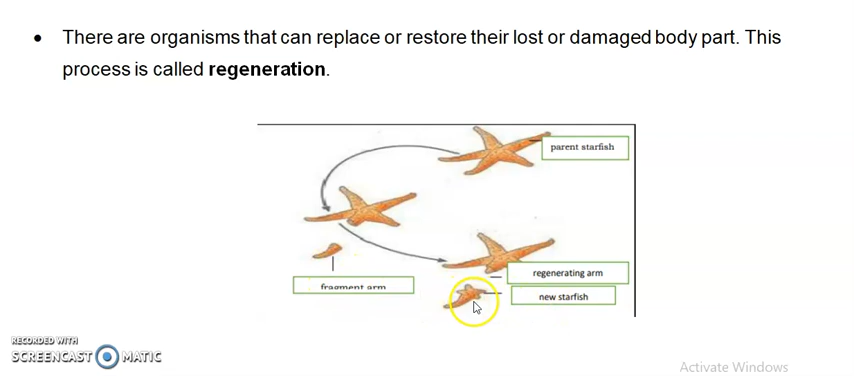 • There are organisms that can replace or restore their lost or damaged body part. This
process is called regeneration.
parent starfish
regenerating arm
fragment arm
new starfish
RECORDED WITH
SCREENCAST MATIC
Activate Windows